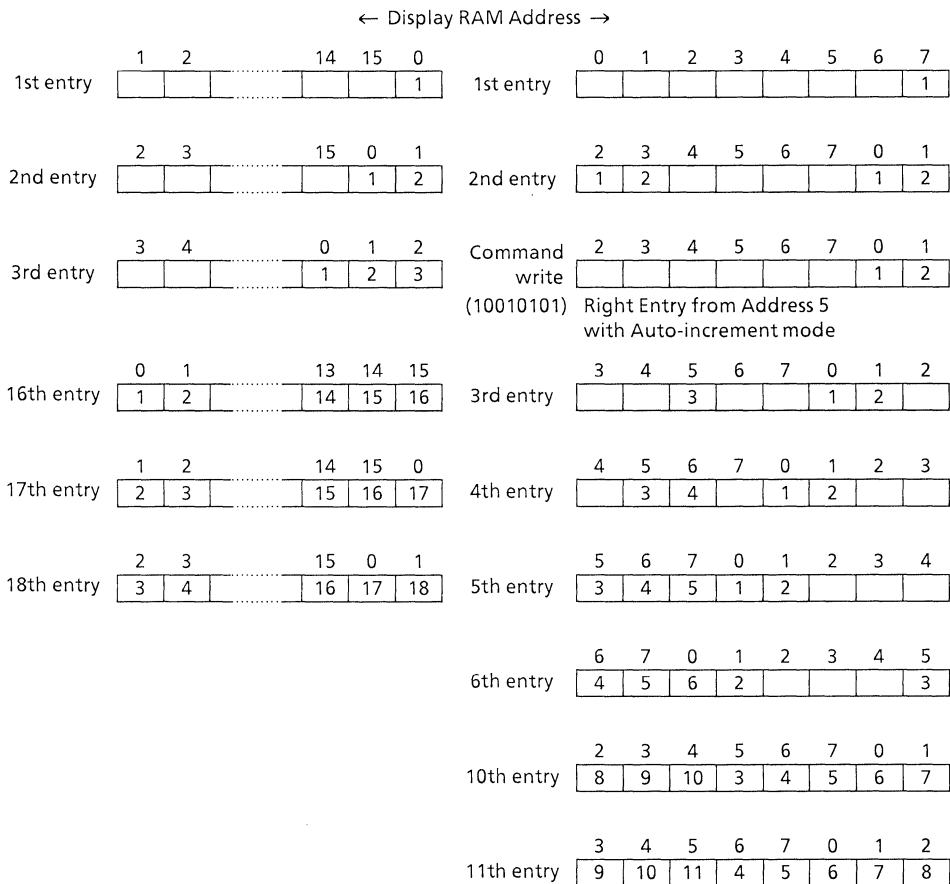 ← Display RAM Address →
1 2 14 15 0
1st entry 1
2 3 15 0 1
2nd entry 1 2
3 4 0 1 2
3rd entry 1 2 3
0 1 13 14 15
16th entry 1 2 14 15 16
1 2 14 15 0
17th entry 2 3 15 16 17
2 3 15 0 1
18th entry 3 4 16 17 18
0 1 2 3 4 5 6 7
1st entry 1
2 3 4 5 6 7 0 1
2nd entry 1 2 1 2
2 3 4 5 6 7 0 1
Command
write 1 2
(10010101) Right Entry from Address 5
with Auto-increment mode
3 4 5 6 7 0 1 2
3rd entry 3 1 2
4 5 6 7 0 1 2 3
4th entry 3 4 1 2
5 6 7 0 1 2 3 4
5th entry 3 4 5 1 2
6 7 0 1 2 3 4 5
6th entry 4 5 6 2 3
2 3 4 5 6 7 0 1
10th entry 8 9 10 3 4 5 6 7
3 4 5 6 7 0 1 2
11th entry 9 10 11 4 5 6 7 8